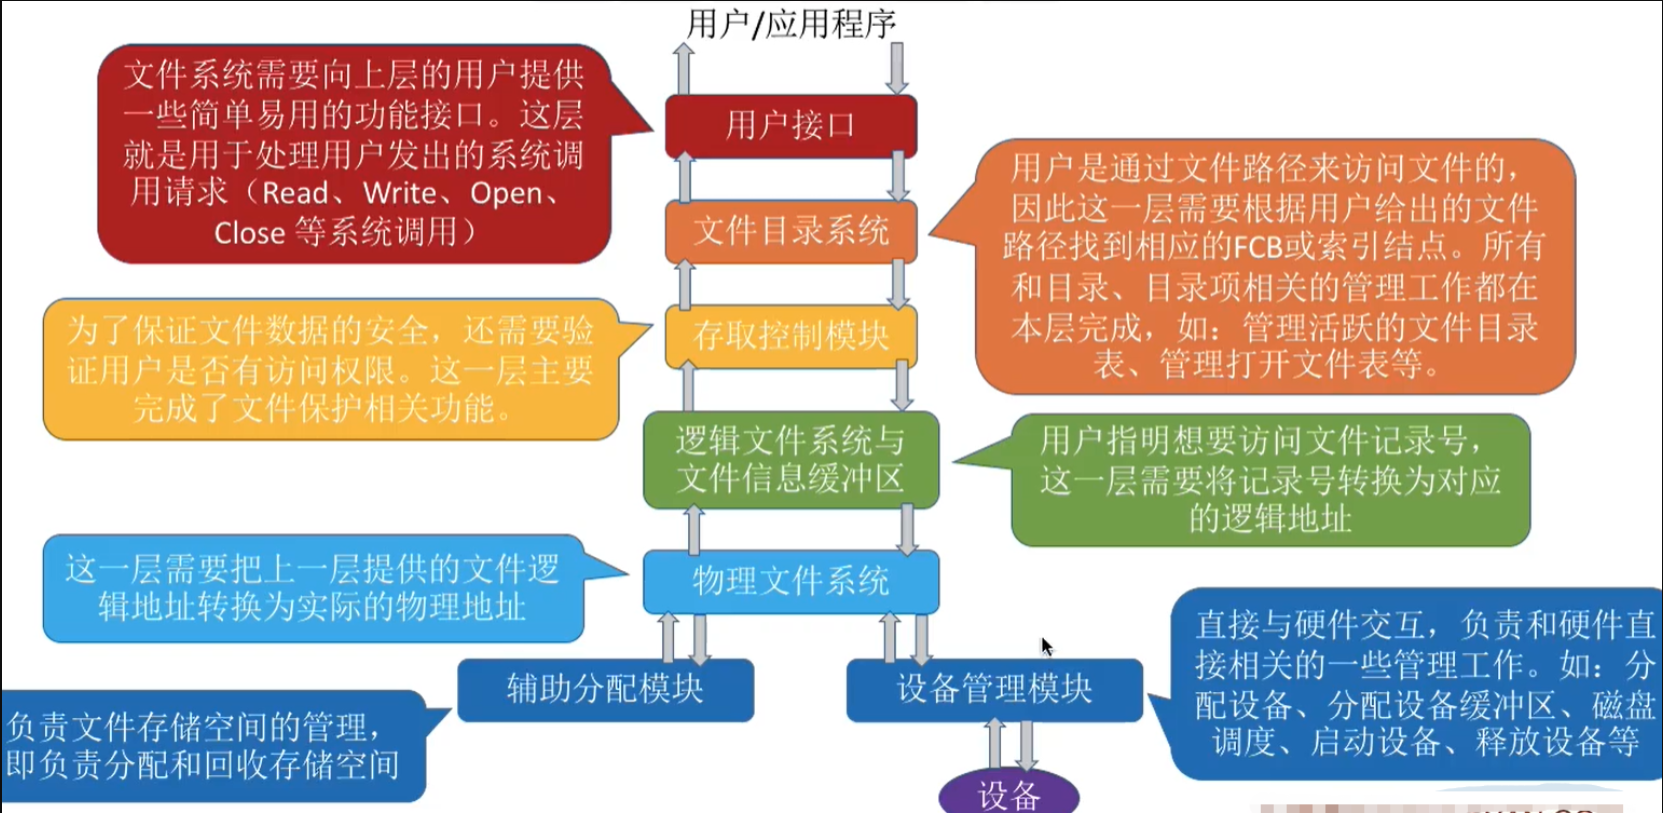 用户/应用程序
文件系统需要向上层的用户提供
一些简单易用的功能接口。这层
就是用于处理用户发出的系统调
用请求（Read、Write、Open、
Close 等系统调用）
用户接口
用户是通过文件路径来访问文件的，
因此这一层需要根据用户给出的文件
路径找到相应的FCB或索引结点。所有
和目录、目录项相关的管理工作都在
本层完成，如：管理活跃的文件目录
表、管理打开文件表等。
文件目录系统
为了保证文件数据的安全，还需要验
证用户是否有访问权限。这一层主要
完成了文件保护相关功能。
存取控制模块
逻辑文件系统与
文件信息缓冲区
用户指明想要访问文件记录号，
这一层需要将记录号转换为对应
的逻辑地址
这一层需要把上一层提供的文件逻
辑地址转换为实际的物理地址
物理文件系统
辅助分配模块
设备管理模块
直接与硬件交互，负责和硬件直
接相关的一些管理工作。如：分
配设备、分配设备缓冲区、磁盘
调度、启动设备、释放设备等
负责文件存储空间的管理，
即负责分配和回收存储空间
设备